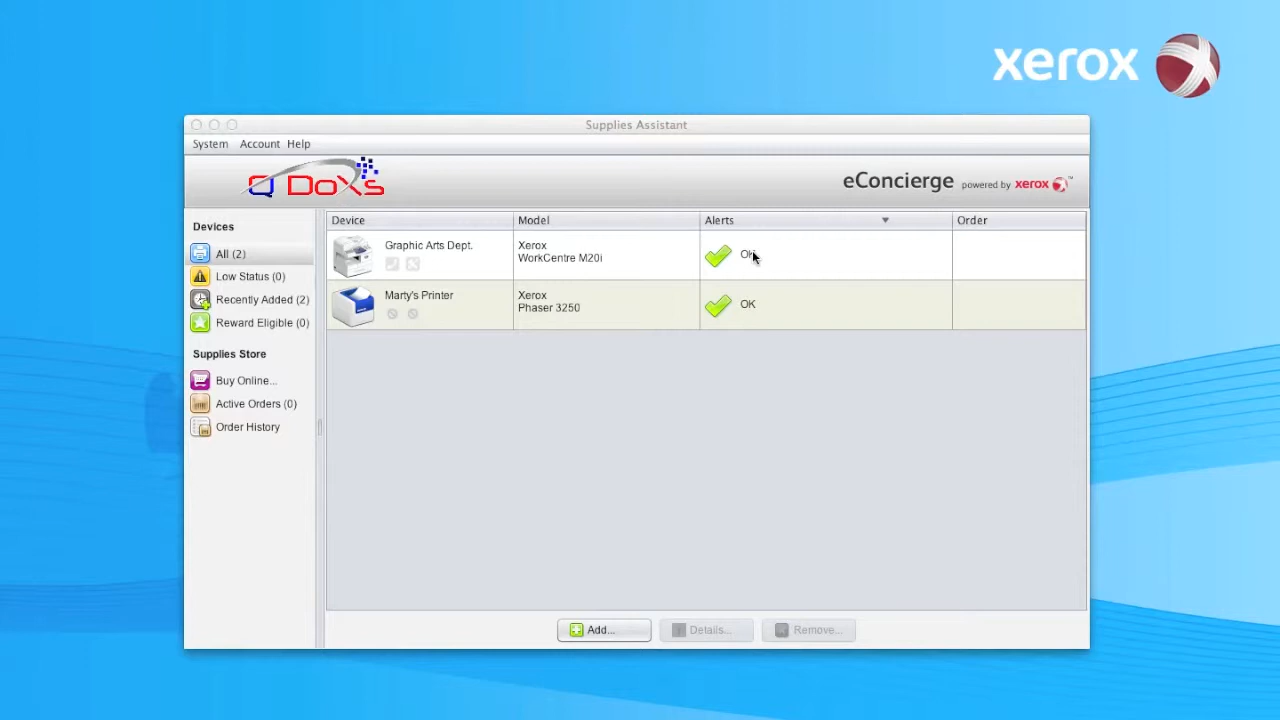 xerox
Supplies Assistant
System Account Help
Q DoXs
eConcierge powered by xerox ™
Devices
All (2)
Low Status (0)
Recently Added (2)
Reward Eligible (0)
Supplies Store
Buy Online...
Active Orders (0)
Order History
Device Model Alerts Order
Graphic Arts Dept.
Xerox
WorkCentre M20i
OK
Marty's Printer
Xerox
Phaser 3250
OK
Add... Details... Remove...